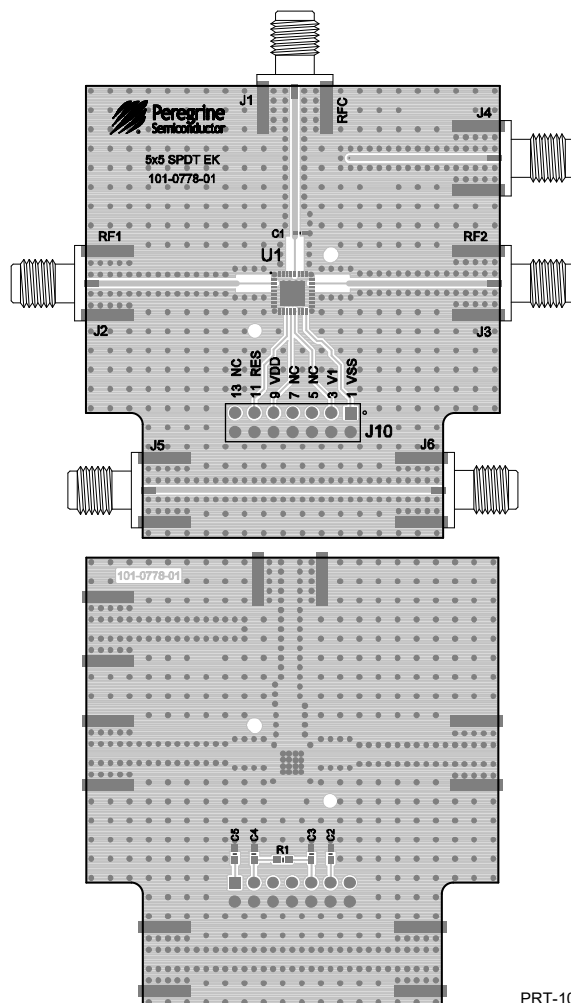 J1
RFC
J4
Peregrine
Semiconductor
5x5 SPDT EK
101-0778-01
C1
U1
RF1
RF2
J2
J3
13 NC
11 RES
9 VDD
7 NC
5 NC
3 V1
1 VSS
J10
J5
J6
101-0778-01
C5
C4
R1
C3
C2
PRT-10